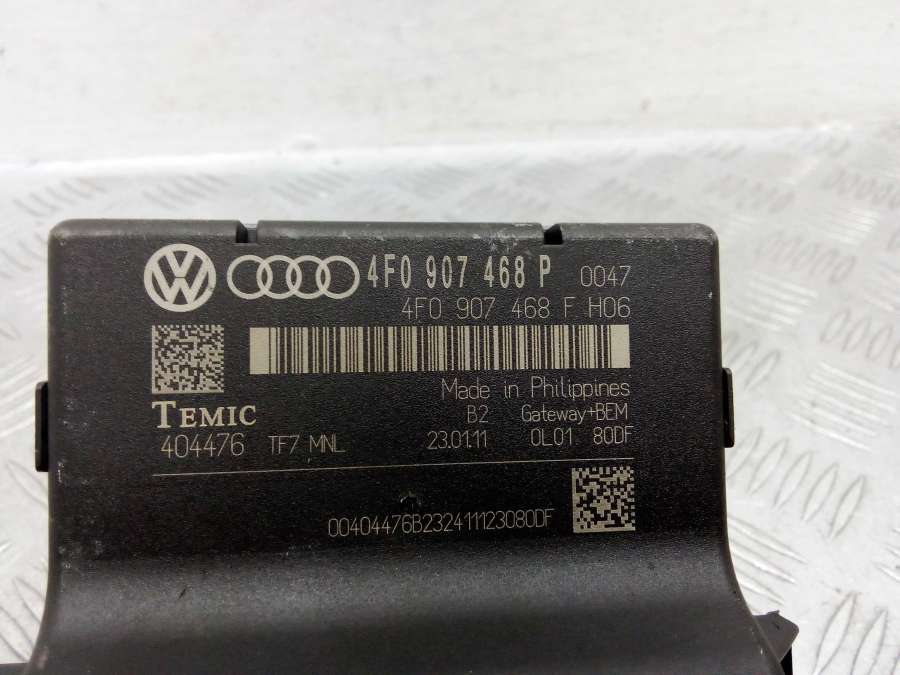 4F0 907 468 P 0047
4F0 907 468 F H06
Made in Philippines
TEMIC B2 Gateway+BEM
404476 TF7 MNL 23.01.11 0L01 80DF
00404476B232411123080DF